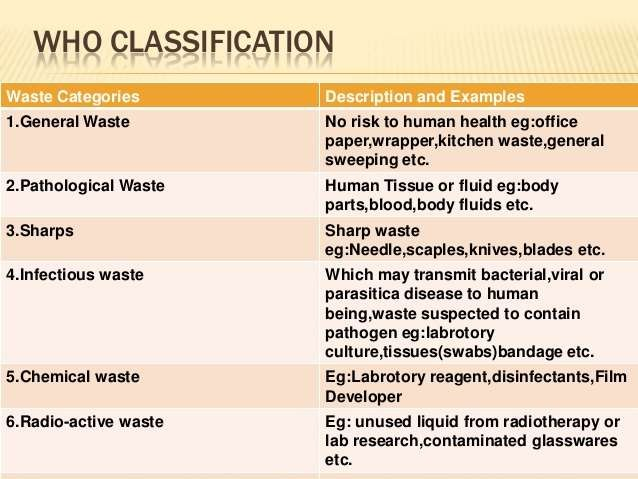 WHO CLASSIFICATION
Waste Categories
Description and Examples
1.General Waste
No risk to human health eg:office
paper,wrapper,kitchen waste,general
sweeping etc.
2.Pathological Waste
Human Tissue or fluid eg:body
parts,blood,body fluids etc.
3.Sharps
Sharp waste
eg:Needle,scaples,knives,blades etc.
4.Infectious waste
Which may transmit bacterial,viral or
parasitica disease to human
being,waste suspected to contain
pathogen eg:labrotory
culture,tissues(swabs)bandage etc.
5.Chemical waste
Eg:Labrotory reagent,disinfectants,Film
Developer
6.Radio-active waste
Eg: unused liquid from radiotherapy or
lab research,contaminated glasswares
etc.